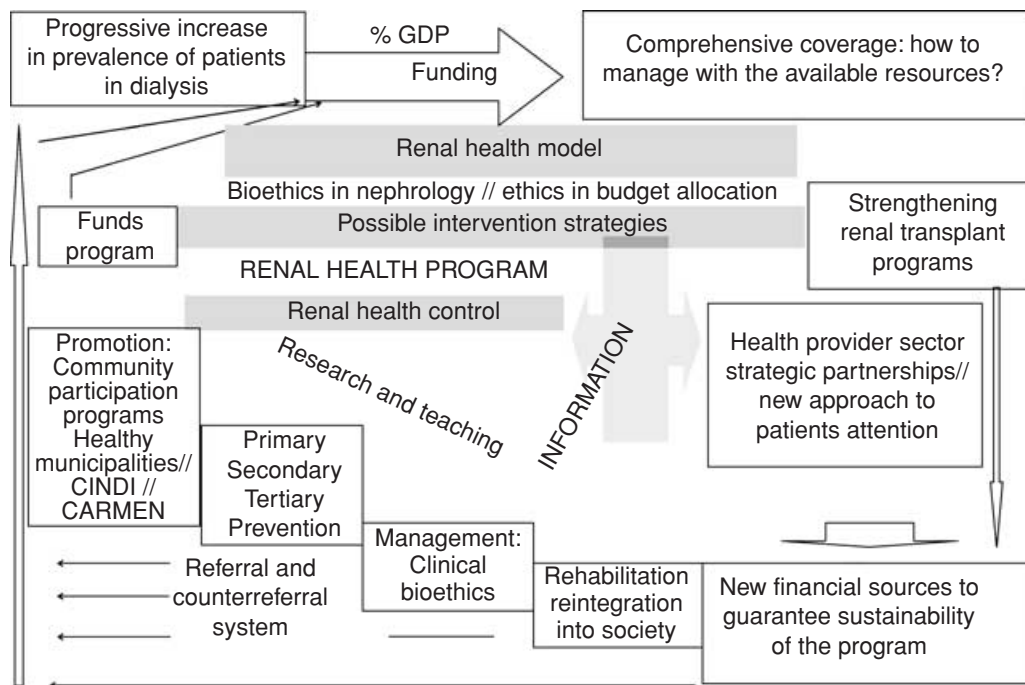 Progressive increase
in prevalence of patients
in dialysis
% GDP
Funding
Comprehensive coverage: how to
manage with the available resources?
Renal health model
Bioethics in nephrology // ethics in budget allocation
Funds
program
Possible intervention strategies
Strengthening
renal transplant
programs
RENAL HEALTH PROGRAM
Renal health control
Research and teaching
INFORMATION
Health provider sector
strategic partnerships//
new approach to
patients attention
Promotion:
Community
participation
programs
Healthy
municipalities//
CINDI //
CARMEN
Primary
Secondary
Tertiary
Prevention
Management:
Clinical
bioethics
Rehabilitation
reintegration
into society
New financial sources to
guarantee sustainability
of the program
Referral and
counterreferral
system